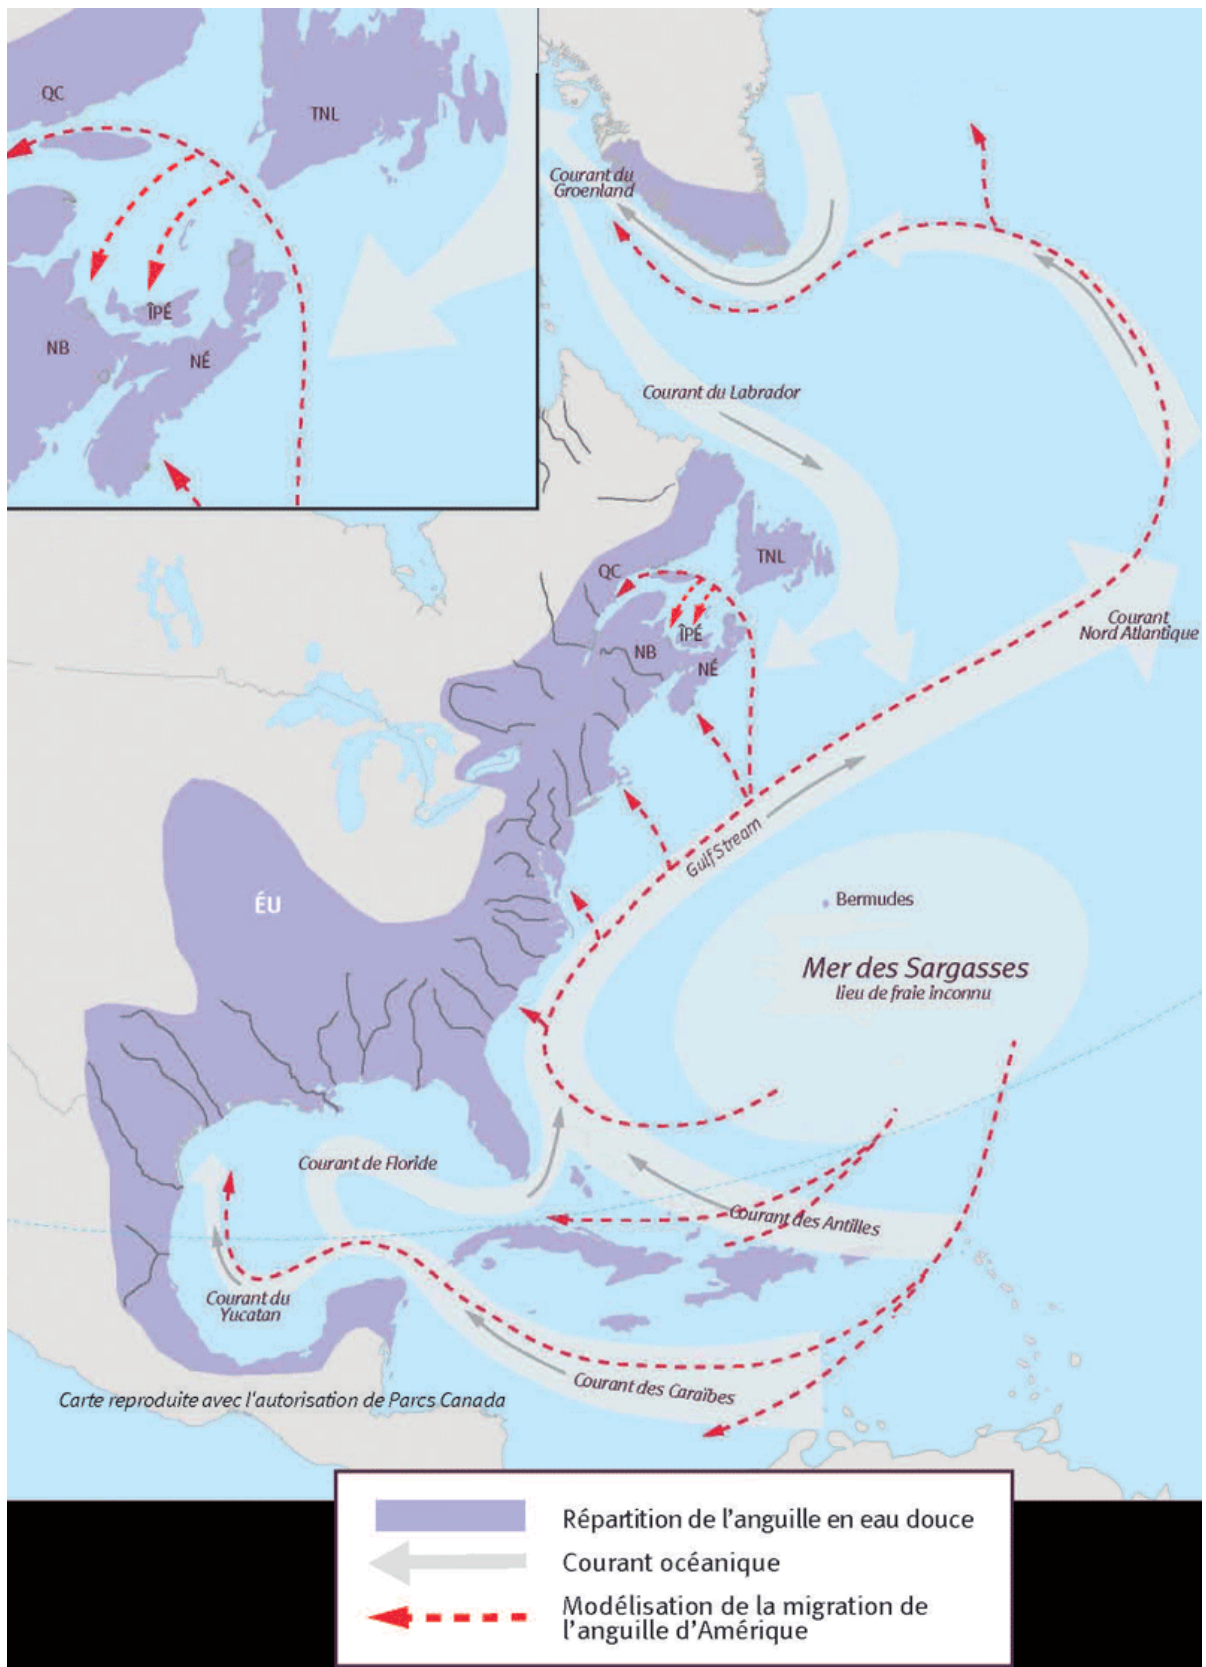 QC
TNL
ÎPÉ
NB
NÉ
Courant du
Groenland
Courant du Labrador
TNL
QC
ÎPÉ
NB
NÉ
Courant
Nord Atlantique
Gulf Stream
ÉU
Bermudes
Mer des Sargasses
lieu de fraie inconnu
Courant de Floride
Courant des Antilles
Courant du
Yucatan
Courant des Caraïbes
Carte reproduite avec l'autorisation de Parcs Canada
Répartition de l'anguille en eau douce
Courant océanique
Modélisation de la migration de
l'anguille d'Amérique